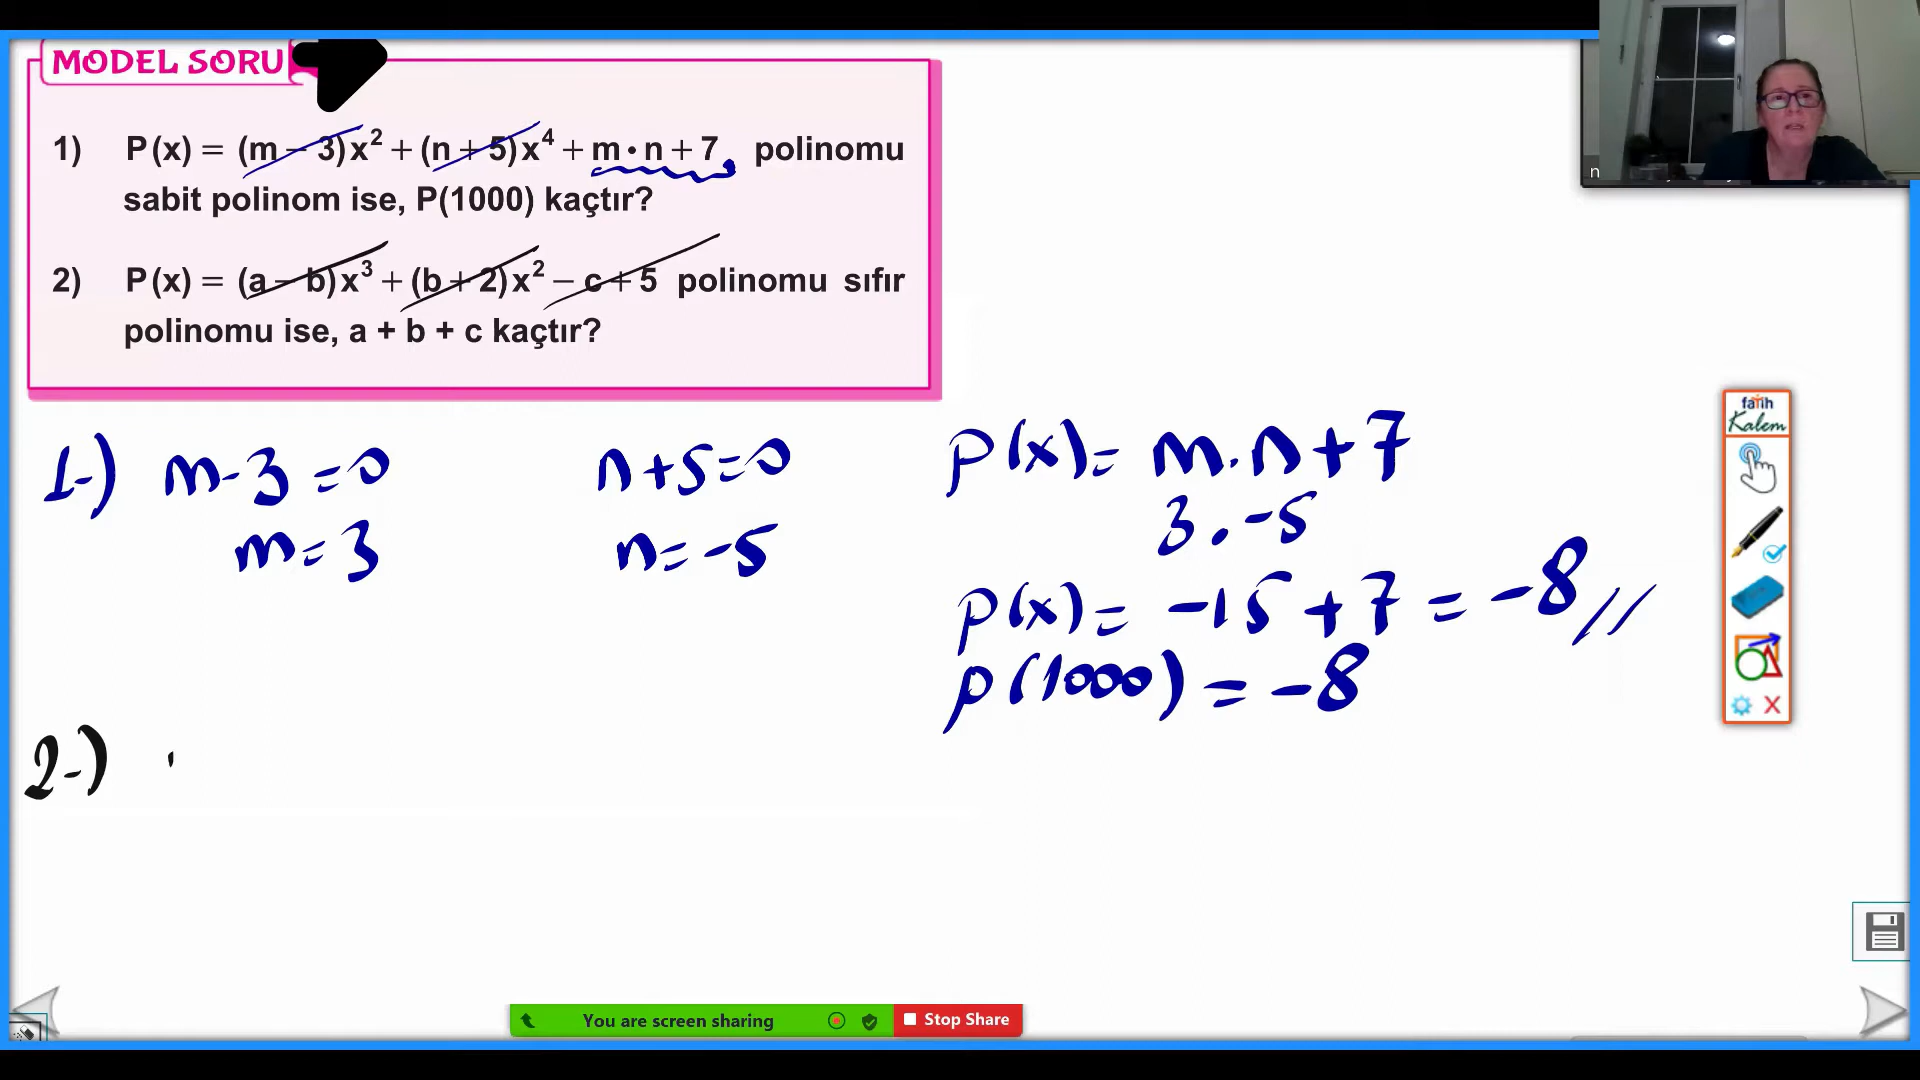 MODEL SORU
1) P(x) = (m − 3)x² + (n + 5)x⁴ + m • n + 7, polinomu
sabit polinom ise, P(1000) kaçtır?
2) P(x) = (a − b)x³ + (b + 2)x² − c + 5 polinomu sıfır
polinomu ise, a + b + c kaçtır?
1-) m-3=0 n+5=0 P(x)= m.n+7
m=3 n=-5 3.-5
P(x)= -15+7=-8//
P(1000)=-8
2-)
fatih
Kalem
n
You are screen sharing
Stop Share